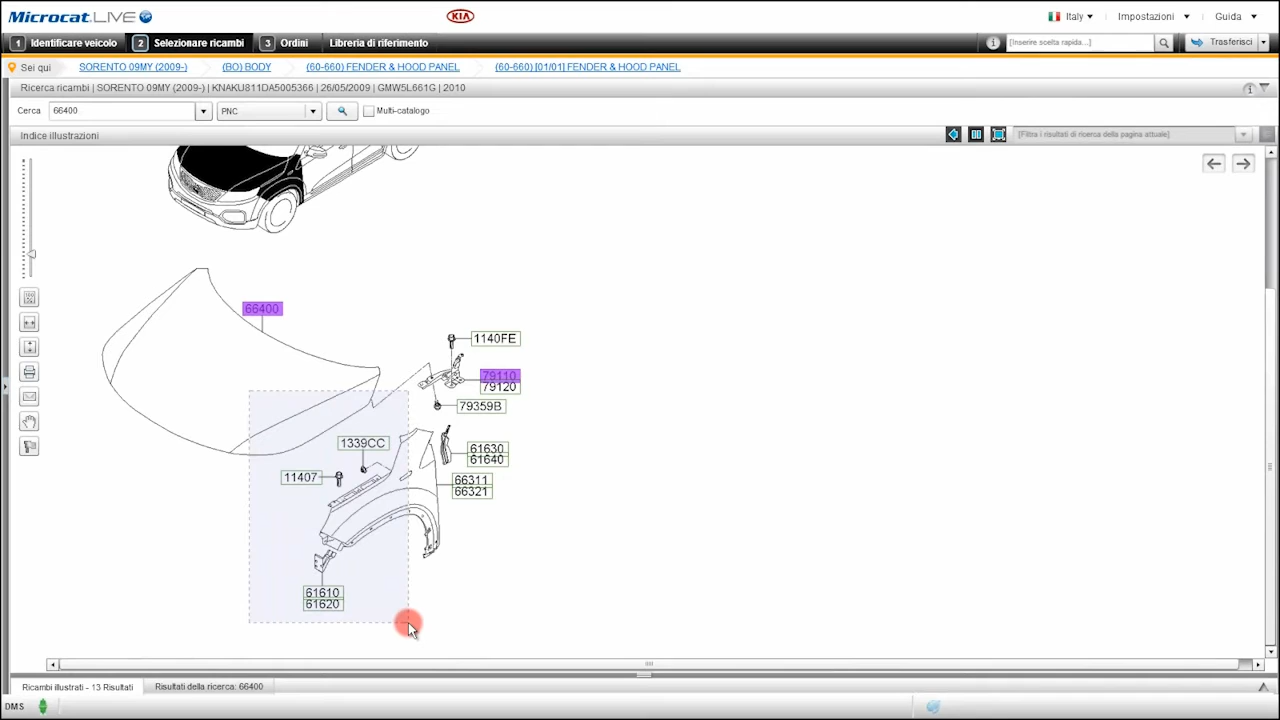 Microcat.LIVE
KIA
Italy
Impostazioni
Guida
1 Identificare veicolo
2 Selezionare ricambi
3 Ordini
Libreria di riferimento
[Inserire scelta rapida...]
Trasferisci
Sei qui
SORENTO 09MY (2009-)
(BO) BODY
(60-660) FENDER & HOOD PANEL
(60-660) [01/01] FENDER & HOOD PANEL
Ricerca ricambi | SORENTO 09MY (2009-) | KNAKU811DA5005366 | 26/05/2009 | GMW5L661G | 2010
Cerca
66400
PNC
Multi-catalogo
Indice illustrazioni
[Filtra i risultati di ricerca della pagina attuale]
66400
1140FE
79110
79120
79359B
1339CC
61630
61640
11407
66311
66321
61610
61620
Ricambi illustrati - 13 Risultati
Risultati della ricerca: 66400
DMS